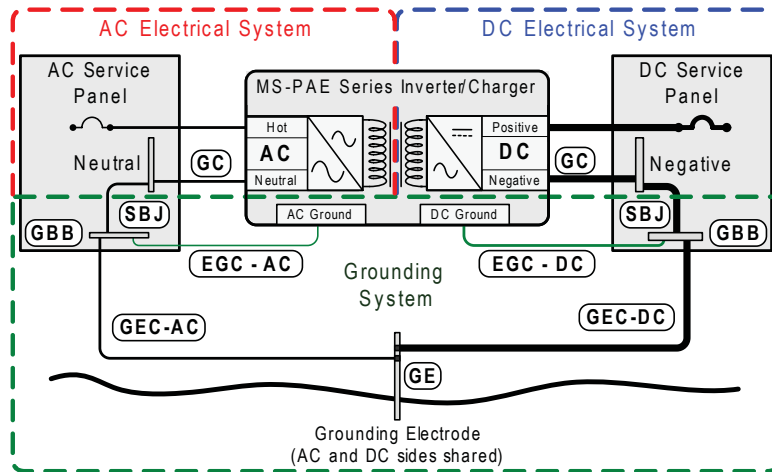 AC Electrical System
DC Electrical System
AC Service
Panel
MS-PAE Series Inverter/Charger
DC Service
Panel
Hot
AC
Neutral
Positive
DC
Negative
Neutral
GC
GC
Negative
SBJ
GBB
AC Ground
DC Ground
SBJ
GBB
EGC - AC
EGC - DC
Grounding
System
GEC-AC
GEC-DC
GE
Grounding Electrode
(AC and DC sides shared)